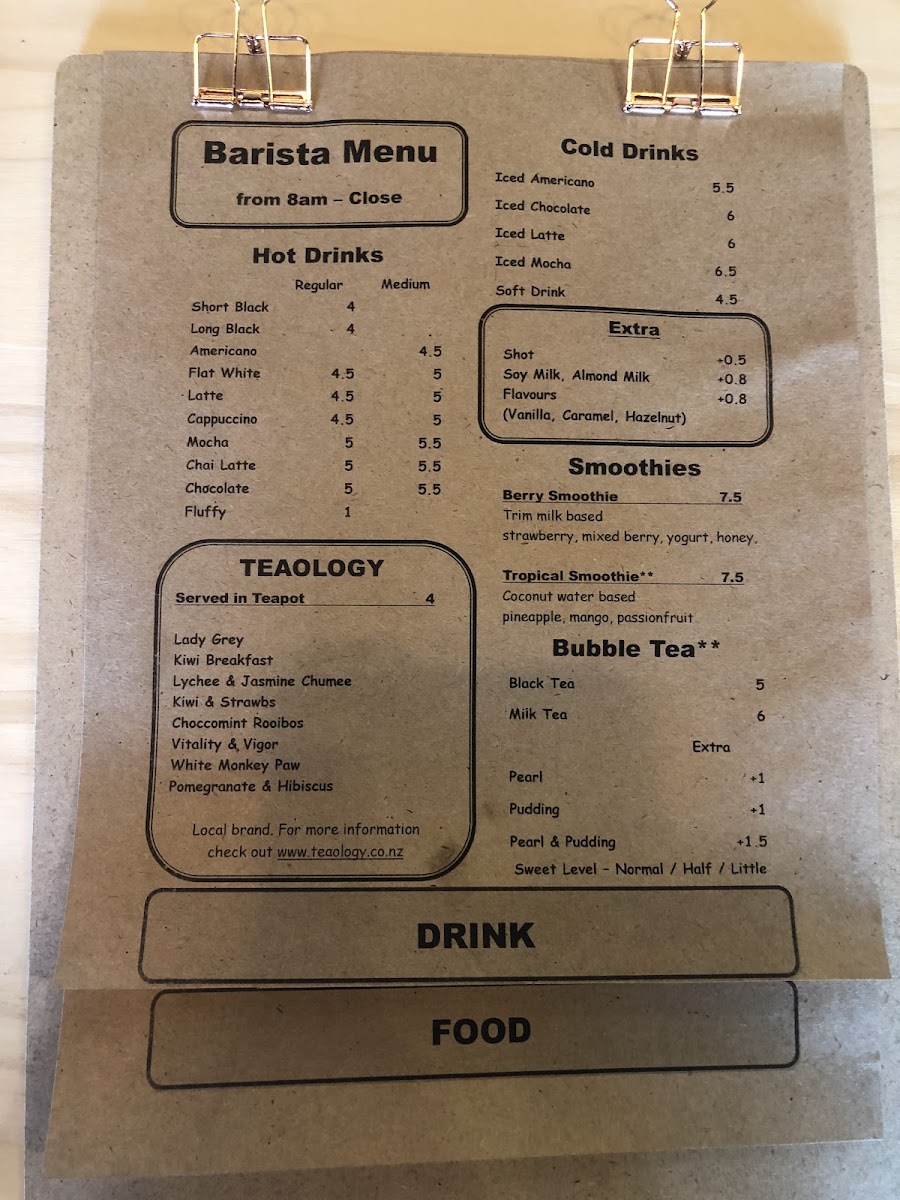 Barista Menu
from 8am – Close
Hot Drinks
Regular Medium
Short Black 4
Long Black 4
Americano 4.5
Flat White 4.5 5
Latte 4.5 5
Cappuccino 4.5 5
Mocha 5 5.5
Chai Latte 5 5.5
Chocolate 5 5.5
Fluffy 1
TEAOLOGY
Served in Teapot 4
Lady Grey
Kiwi Breakfast
Lychee & Jasmine Chumee
Kiwi & Strawbs
Choccomint Rooibos
Vitality & Vigor
White Monkey Paw
Pomegranate & Hibiscus
Local brand. For more information
check out www.teaology.co.nz
Cold Drinks
Iced Americano 5.5
Iced Chocolate 6
Iced Latte 6
Iced Mocha 6.5
Soft Drink 4.5
Extra
Shot +0.5
Soy Milk, Almond Milk +0.8
Flavours +0.8
(Vanilla, Caramel, Hazelnut)
Smoothies
Berry Smoothie 7.5
Trim milk based
strawberry, mixed berry, yogurt, honey.
Tropical Smoothie** 7.5
Coconut water based
pineapple, mango, passionfruit
Bubble Tea**
Black Tea 5
Milk Tea 6
Extra
Pearl +1
Pudding +1
Pearl & Pudding +1.5
Sweet Level – Normal / Half / Little
DRINK
FOOD